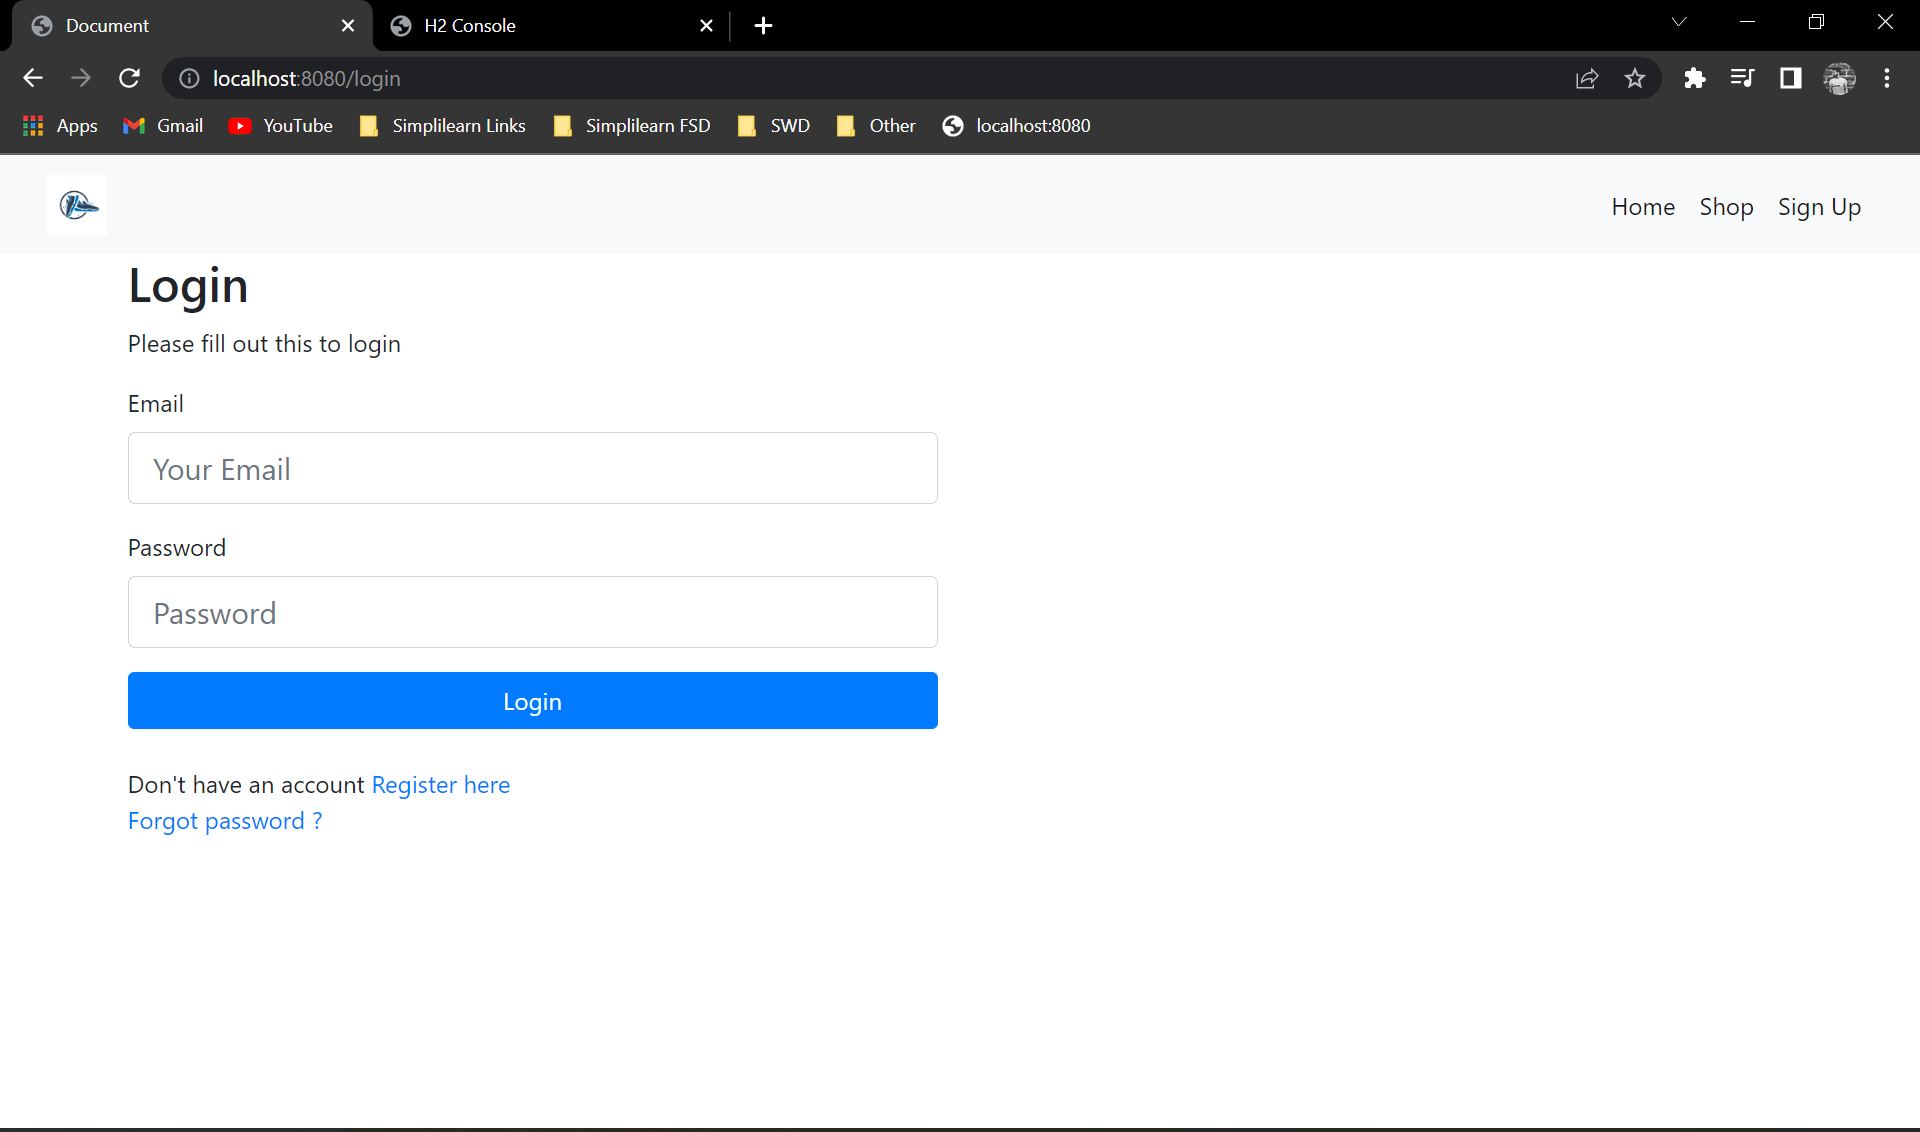 Document
H2 Console
localhost:8080/login
Apps
Gmail
YouTube
Simplilearn Links
Simplilearn FSD
SWD
Other
localhost:8080
Home
Shop
Sign Up
Login
Please fill out this to login
Email
Your Email
Password
Password
Login
Don't have an account Register here
Forgot password ?